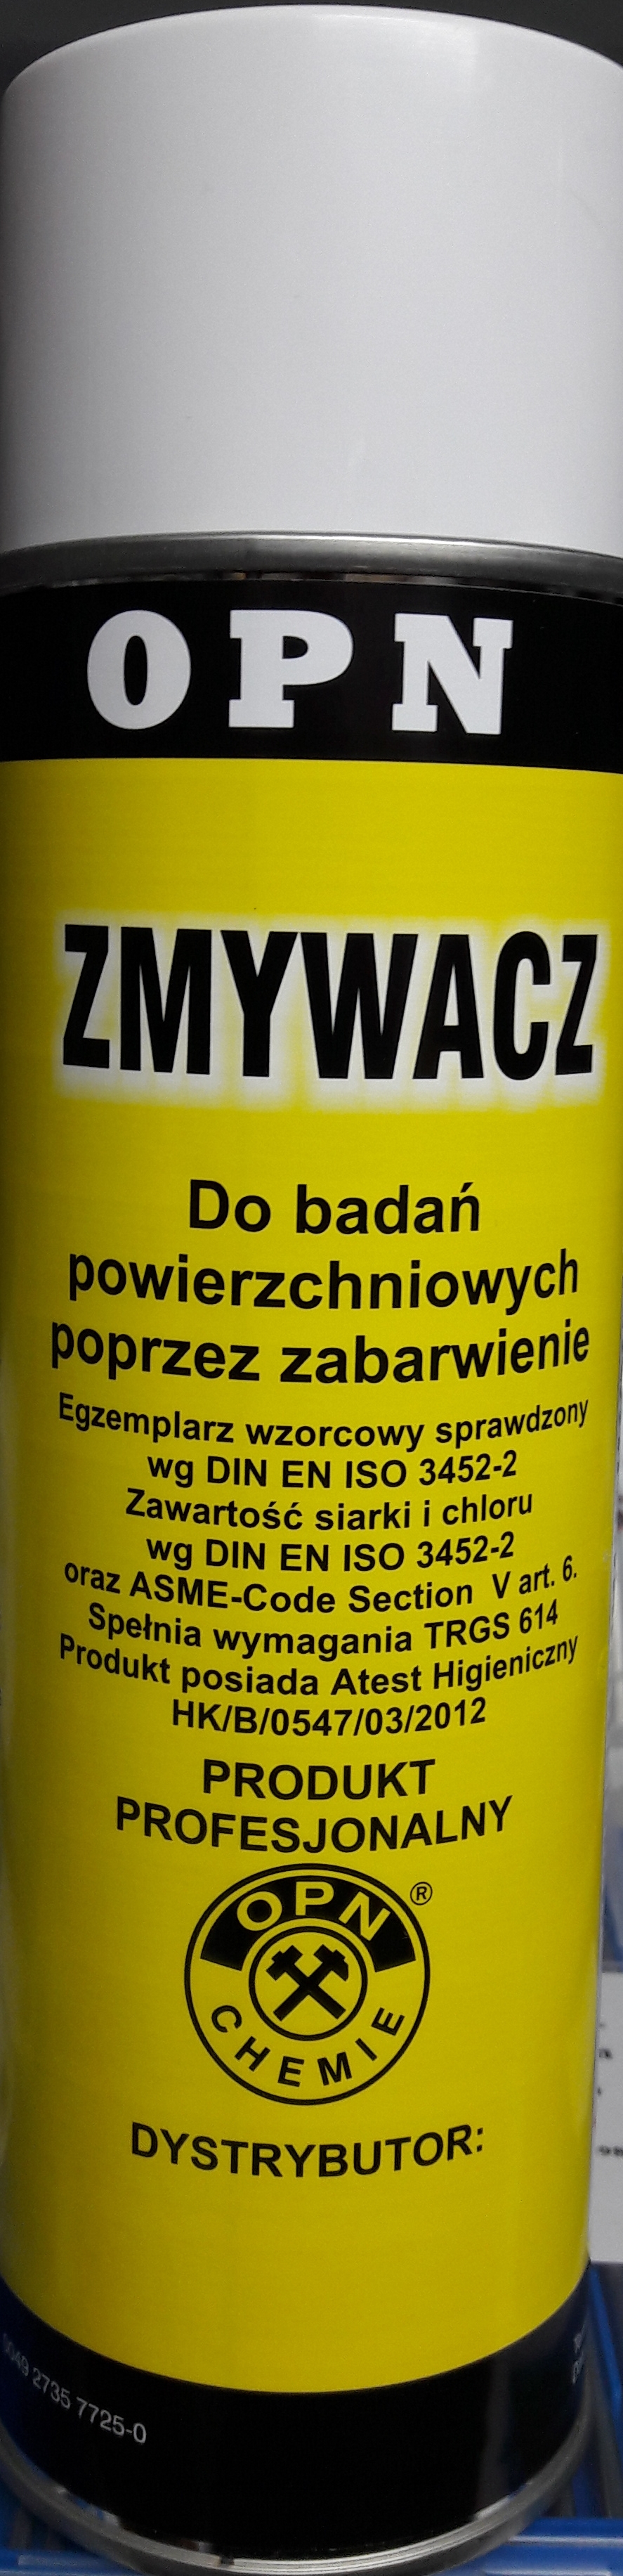 OPN
ZMYWACZ
Do badań
powierzchniowych
poprzez zabarwienie
Egzemplarz wzorcowy sprawdzony
wg DIN EN ISO 3452-2
Zawartość siarki i chloru
wg DIN EN ISO 3452-2
oraz ASME-Code Section V art. 6.
Spełnia wymagania TRGS 614
Produkt posiada Atest Higieniczny
HK/B/0547/03/2012
PRODUKT
PROFESJONALNY
OPN ®
CHEMIE
DYSTRYBUTOR:
0049 2735 7725-0